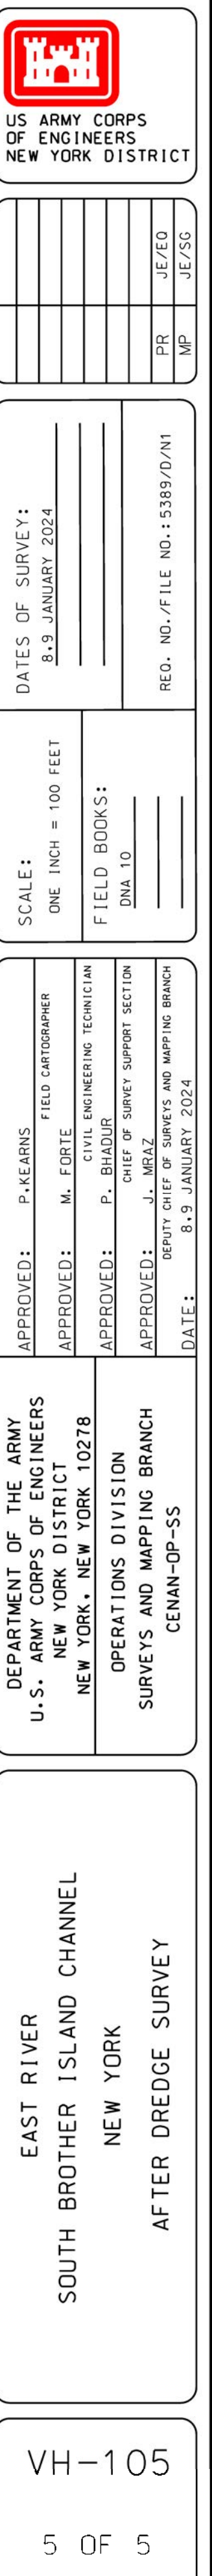 US ARMY CORPS
OF ENGINEERS
NEW YORK DISTRICT
PR JE/EQ
MP JE/SG
DATES OF SURVEY:
8,9 JANUARY 2024
REQ. NO./FILE NO.: 5389/D/N1
SCALE:
ONE INCH = 100 FEET
FIELD BOOKS:
DNA 10
APPROVED: P.KEARNS
FIELD CARTOGRAPHER
APPROVED: M. FORTE
CIVIL ENGINEERING TECHNICIAN
APPROVED: P. BHADUR
CHIEF OF SURVEY SUPPORT SECTION
APPROVED: J. MRAZ
DEPUTY CHIEF OF SURVEYS AND MAPPING BRANCH
DATE: 8,9 JANUARY 2024
DEPARTMENT OF THE ARMY
U.S. ARMY CORPS OF ENGINEERS
NEW YORK DISTRICT
NEW YORK, NEW YORK 10278
OPERATIONS DIVISION
SURVEYS AND MAPPING BRANCH
CENAN-OP-SS
EAST RIVER
SOUTH BROTHER ISLAND CHANNEL
NEW YORK
AFTER DREDGE SURVEY
VH-105
5 OF 5